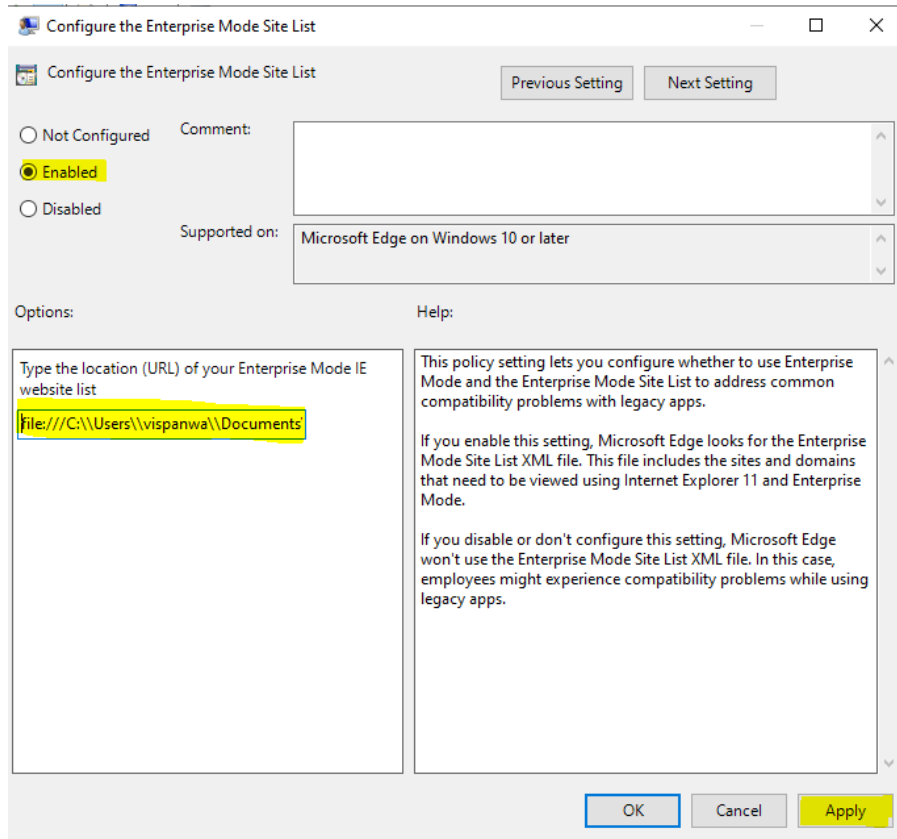 Configure the Enterprise Mode Site List
Configure the Enterprise Mode Site List
Previous Setting
Next Setting
Not Configured
Comment:
Enabled
Disabled
Supported on:
Microsoft Edge on Windows 10 or later
Options:
Help:
Type the location (URL) of your Enterprise Mode IE
website list
file:///C:\\Users\\vispanwa\\Documents
This policy setting lets you configure whether to use Enterprise
Mode and the Enterprise Mode Site List to address common
compatibility problems with legacy apps.
If you enable this setting, Microsoft Edge looks for the Enterprise
Mode Site List XML file. This file includes the sites and domains
that need to be viewed using Internet Explorer 11 and Enterprise
Mode.
If you disable or don't configure this setting, Microsoft Edge
won't use the Enterprise Mode Site List XML file. In this case,
employees might experience compatibility problems while using
legacy apps.
OK
Cancel
Apply